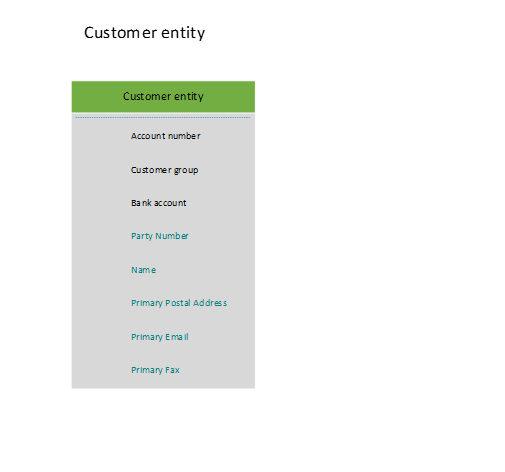 Customer entity
Customer entity
Account number
Customer group
Bank account
Party Number
Name
Primary Postal Address
Primary Email
Primary Fax